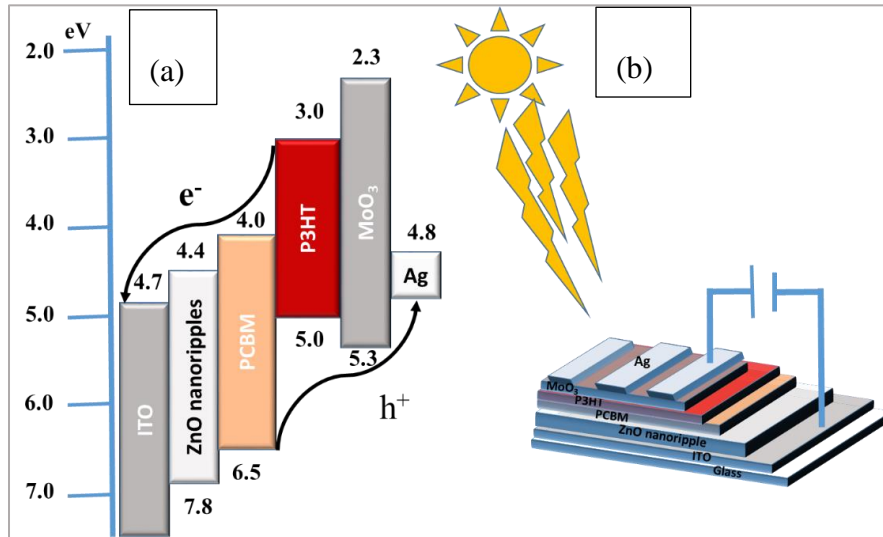 eV
(a)
2.0
3.0
4.0
5.0
6.0
7.0
e-
4.7
ITO
4.4
ZnO nanoripples
7.8
4.0
PCBM
6.5
3.0
P3HT
5.0
2.3
MoO₃
5.3
4.8
Ag
h⁺
(b)
Ag
MoO₃
P3HT
PCBM
ZnO nanoripple
ITO
Glass